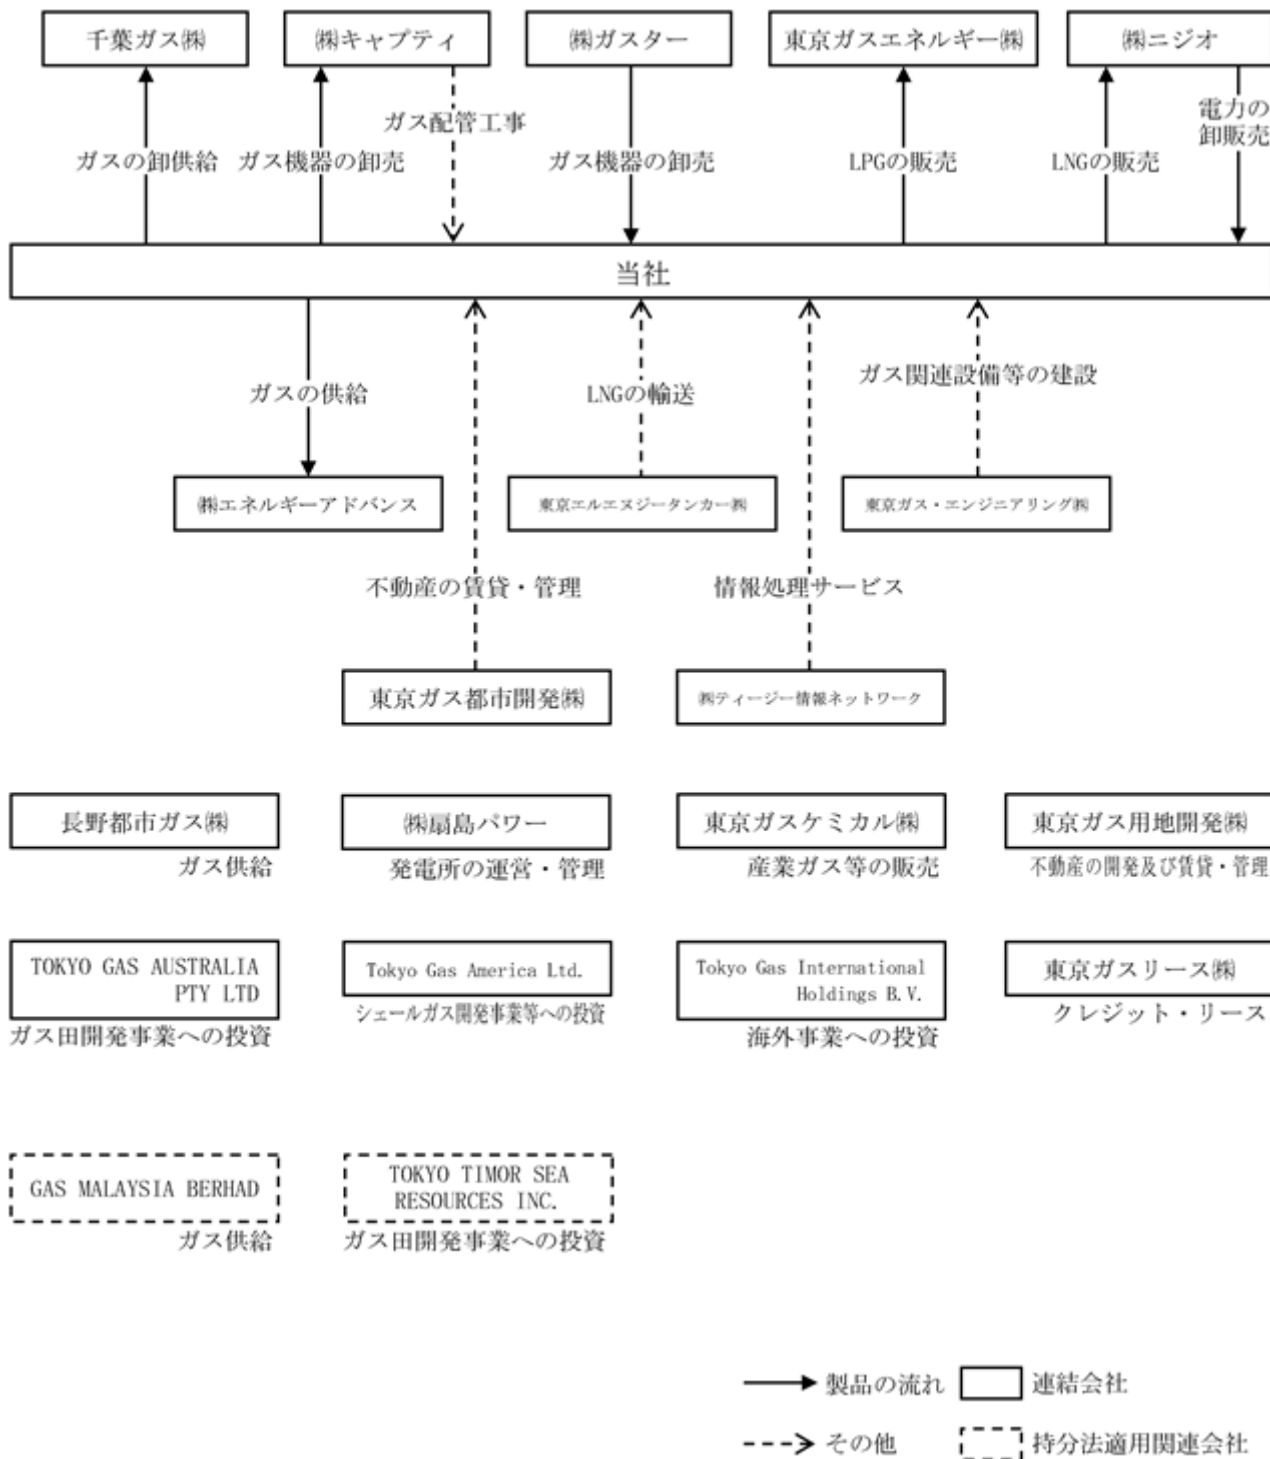 千葉ガス㈱
㈱キャプティ
㈱ガスター
東京ガスエネルギー㈱
㈱ニジオ
ガスの卸供給
ガス機器の卸売
ガス配管工事
ガス機器の卸売
LPGの販売
LNGの販売
電力の
卸販売
当社
ガスの供給
LNGの輸送
ガス関連設備等の建設
㈱エネルギーアドバンス
東京エルエヌジータンカー㈱
東京ガス・エンジニアリング㈱
不動産の賃貸・管理
情報処理サービス
東京ガス都市開発㈱
㈱ティージー情報ネットワーク
長野都市ガス㈱
ガス供給
㈱扇島パワー
発電所の運営・管理
東京ガスケミカル㈱
産業ガス等の販売
東京ガス用地開発㈱
不動産の開発及び賃貸・管理
TOKYO GAS AUSTRALIA
PTY LTD
ガス田開発事業への投資
Tokyo Gas America Ltd.
シェールガス開発事業等への投資
Tokyo Gas International
Holdings B.V.
海外事業への投資
東京ガスリース㈱
クレジット・リース
GAS MALAYSIA BERHAD
ガス供給
TOKYO TIMOR SEA
RESOURCES INC.
ガス田開発事業への投資
製品の流れ
連結会社
その他
持分法適用関連会社